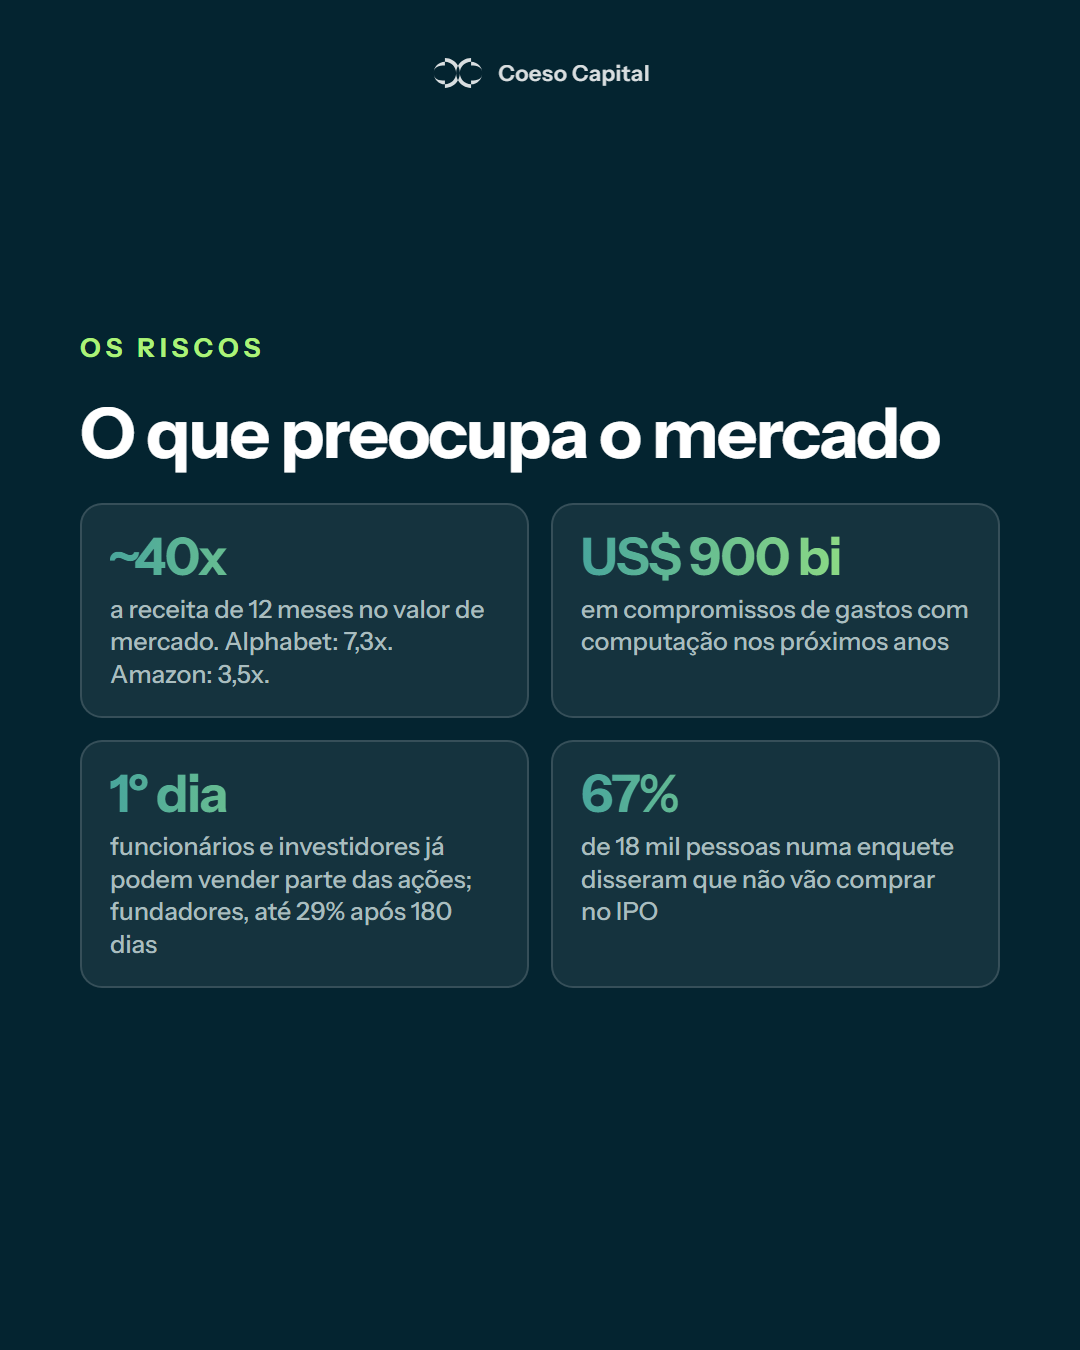 Coeso Capital
OS RISCOS
O que preocupa o mercado
~40x
a receita de 12 meses no valor de
mercado. Alphabet: 7,3x.
Amazon: 3,5x.
US$ 900 bi
em compromissos de gastos com
computação nos próximos anos
1º dia
funcionários e investidores já
podem vender parte das ações;
fundadores, até 29% após 180
dias
67%
de 18 mil pessoas numa enquete
disseram que não vão comprar
no IPO